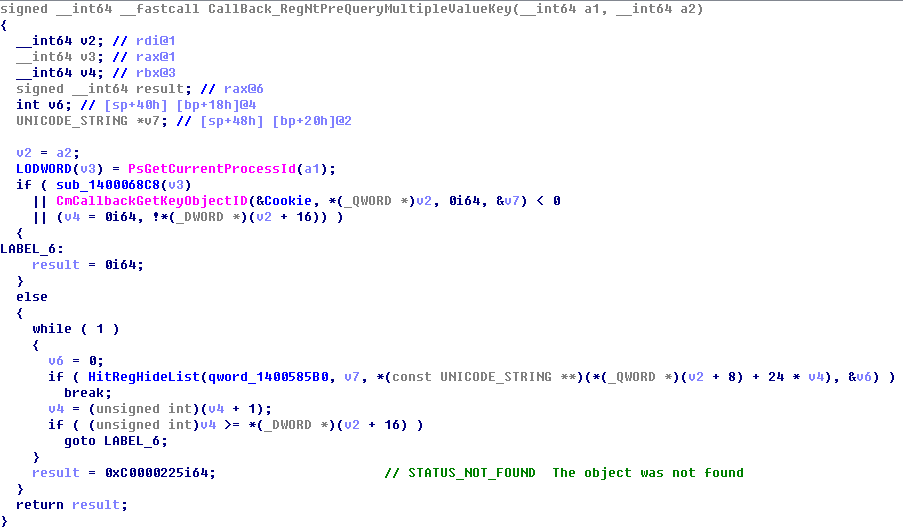 signed __int64 __fastcall CallBack_RegNtPreQueryMultipleValueKey(__int64 a1, __int64 a2)
{
  __int64 v2; // rdi@1
  __int64 v3; // rax@1
  __int64 v4; // rbx@3
  signed __int64 result; // rax@6
  int v6; // [sp+40h] [bp+18h]@4
  UNICODE_STRING *v7; // [sp+48h] [bp+20h]@2

  v2 = a2;
  LODWORD(v3) = PsGetCurrentProcessId(a1);
  if ( sub_1400068C8(v3)
    || CmCallbackGetKeyObjectID(&Cookie, *(_QWORD *)v2, 0i64, &v7) < 0
    || (v4 = 0i64, !*(_DWORD *)(v2 + 16)) )
  {
LABEL_6:
    result = 0i64;
  }
  else
  {
    while ( 1 )
    {
      v6 = 0;
      if ( HitRegHideList(qword_1400585B0, v7, *(const UNICODE_STRING **)(*(_QWORD *)(v2 + 8) + 24 * v4), &v6) )
        break;
      v4 = (unsigned int)(v4 + 1);
      if ( (unsigned int)v4 >= *(_DWORD *)(v2 + 16) )
        goto LABEL_6;
    }
    result = 0xC0000225i64;                     // STATUS_NOT_FOUND  The object was not found
  }
  return result;
}